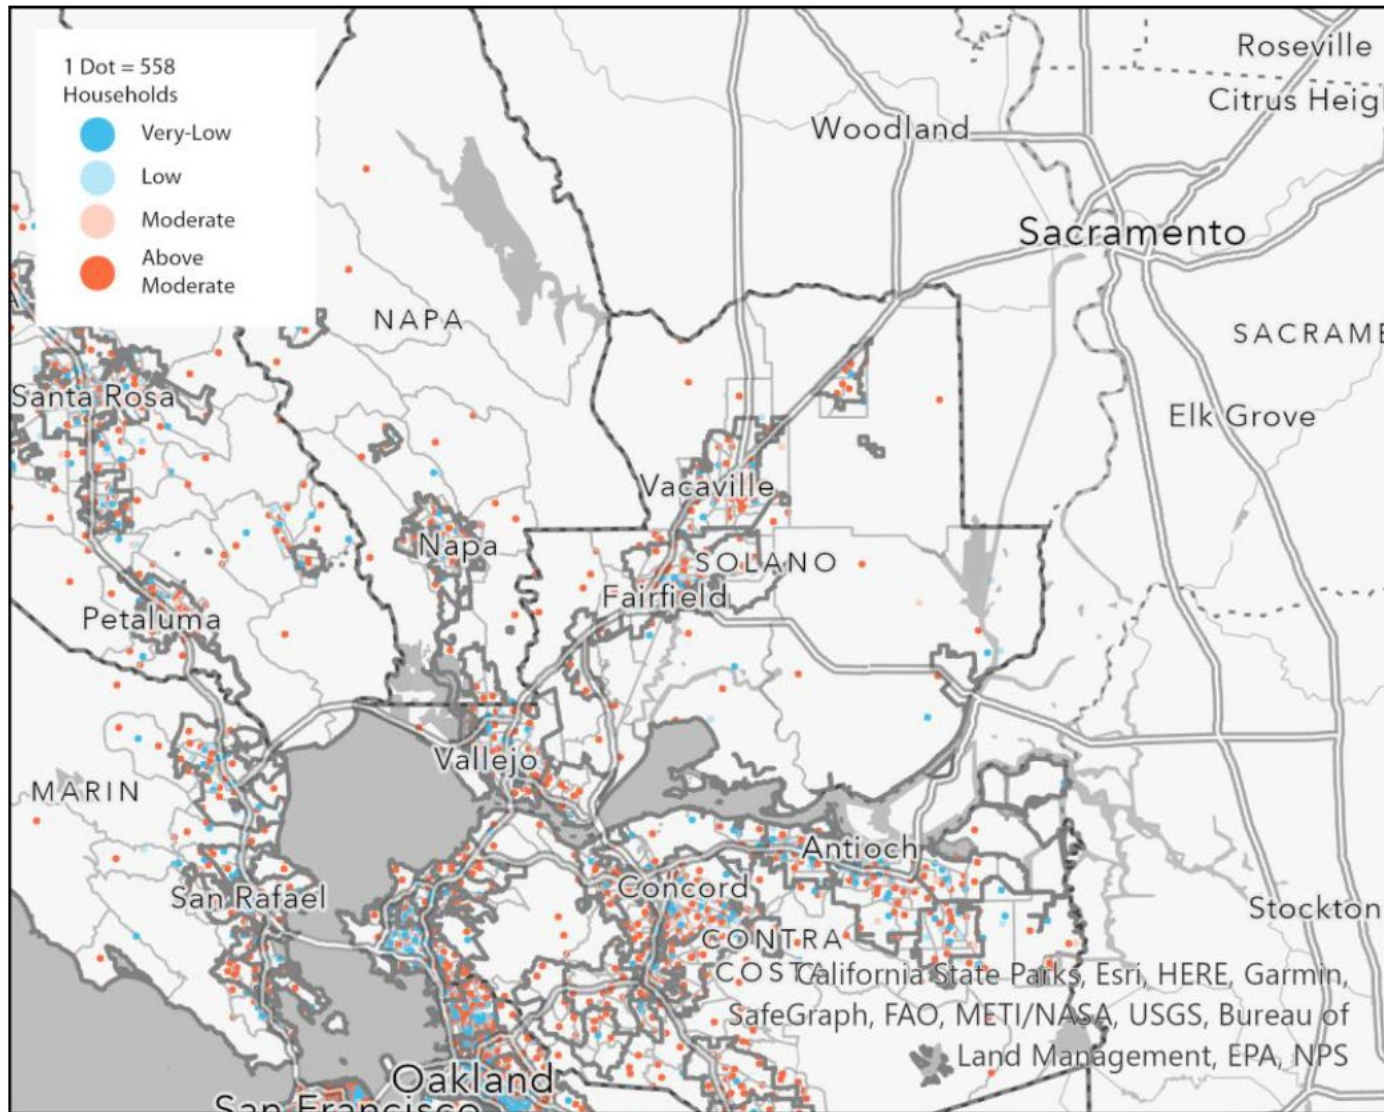 1 Dot = 558
Households
Very-Low
Low
Moderate
Above
Moderate
Roseville
Citrus Heig
Woodland
Sacramento
NAPA
SACRAME
Santa Rosa
Elk Grove
Vacaville
Napa
SOLANO
Fairfield
Petaluma
Vallejo
MARIN
Antioch
Concord
San Rafael
Stockton
CONTRA
COSTA
California State Parks, Esri, HERE, Garmin,
SafeGraph, FAO, METI/NASA, USGS, Bureau of
Land Management, EPA, NPS
Oakland
San Francisco